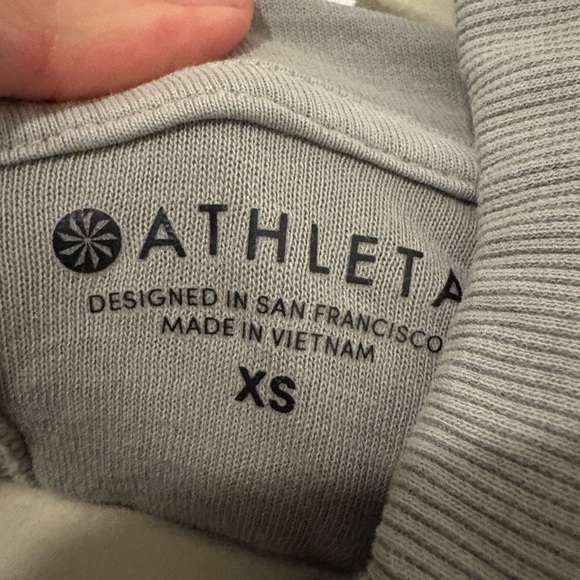 ATHLETA
DESIGNED IN SAN FRANCISCO
MADE IN VIETNAM
XS